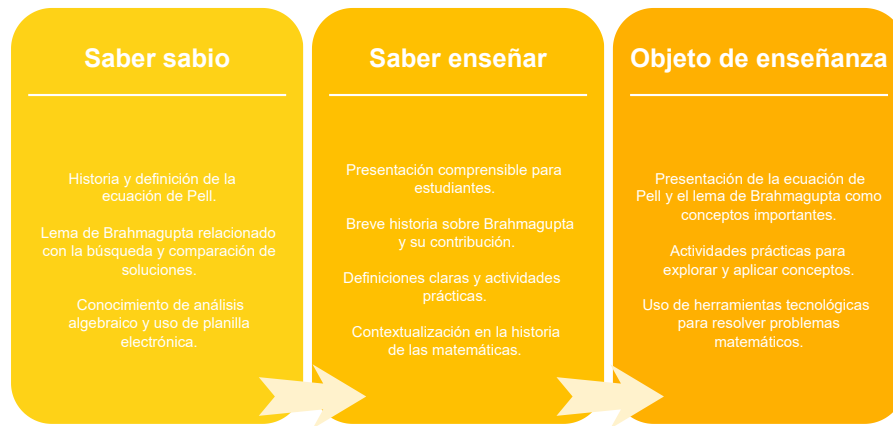 Saber sabio
Historia y definición de la
ecuación de Pell.
Lema de Brahmagupta relacionado
con la búsqueda y comparación de
soluciones.
Conocimiento de análisis
algebraico y uso de planilla
electrónica.
Saber enseñar
Presentación comprensible para
estudiantes.
Breve historia sobre Brahmagupta
y su contribución.
Definiciones claras y actividades
prácticas.
Contextualización en la historia
de las matemáticas.
Objeto de enseñanza
Presentación de la ecuación de
Pell y el lema de Brahmagupta como
conceptos importantes.
Actividades prácticas para
explorar y aplicar conceptos.
Uso de herramientas tecnológicas
para resolver problemas
matemáticos.